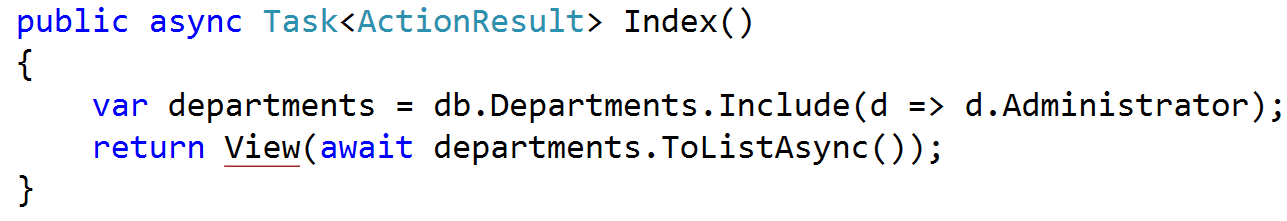 public async Task<ActionResult> Index()
{
    var departments = db.Departments.Include(d => d.Administrator);
    return View(await departments.ToListAsync());
}